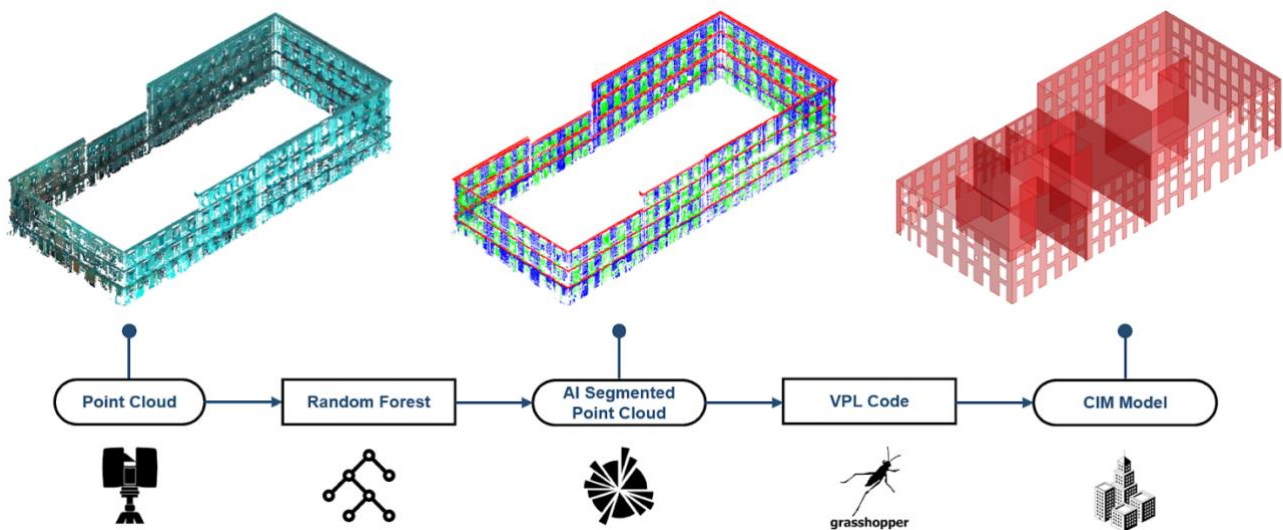 Point Cloud
Random Forest
AI Segmented
Point Cloud
VPL Code
CIM Model
grasshopper